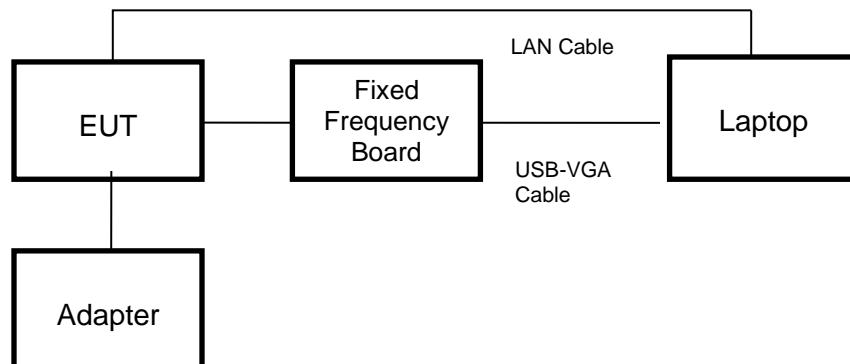 LAN Cable
EUT
Fixed
Frequency
Board
Laptop
USB-VGA
Cable
Adapter